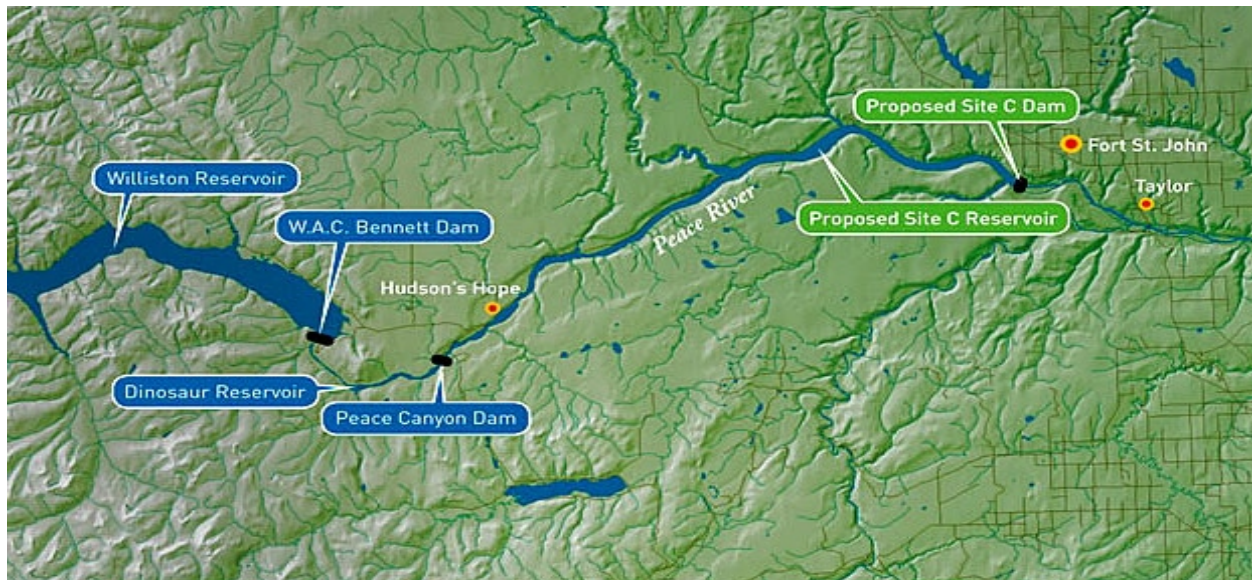 Proposed Site C Dam
Fort St. John
Williston Reservoir
Taylor
Peace River
Proposed Site C Reservoir
W.A.C. Bennett Dam
Hudson's Hope
Dinosaur Reservoir
Peace Canyon Dam